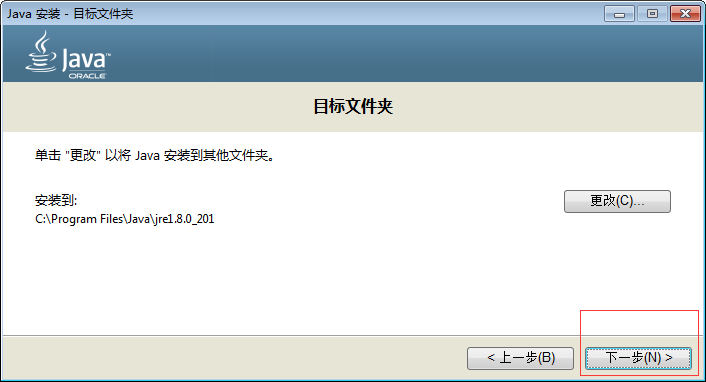 Java 安装 - 目标文件夹
Java™
ORACLE
目标文件夹
单击 "更改" 以将 Java 安装到其他文件夹。
安装到:
更改(C)...
C:\Program Files\Java\jre1.8.0_201
< 上一步(B)
下一步(N) >